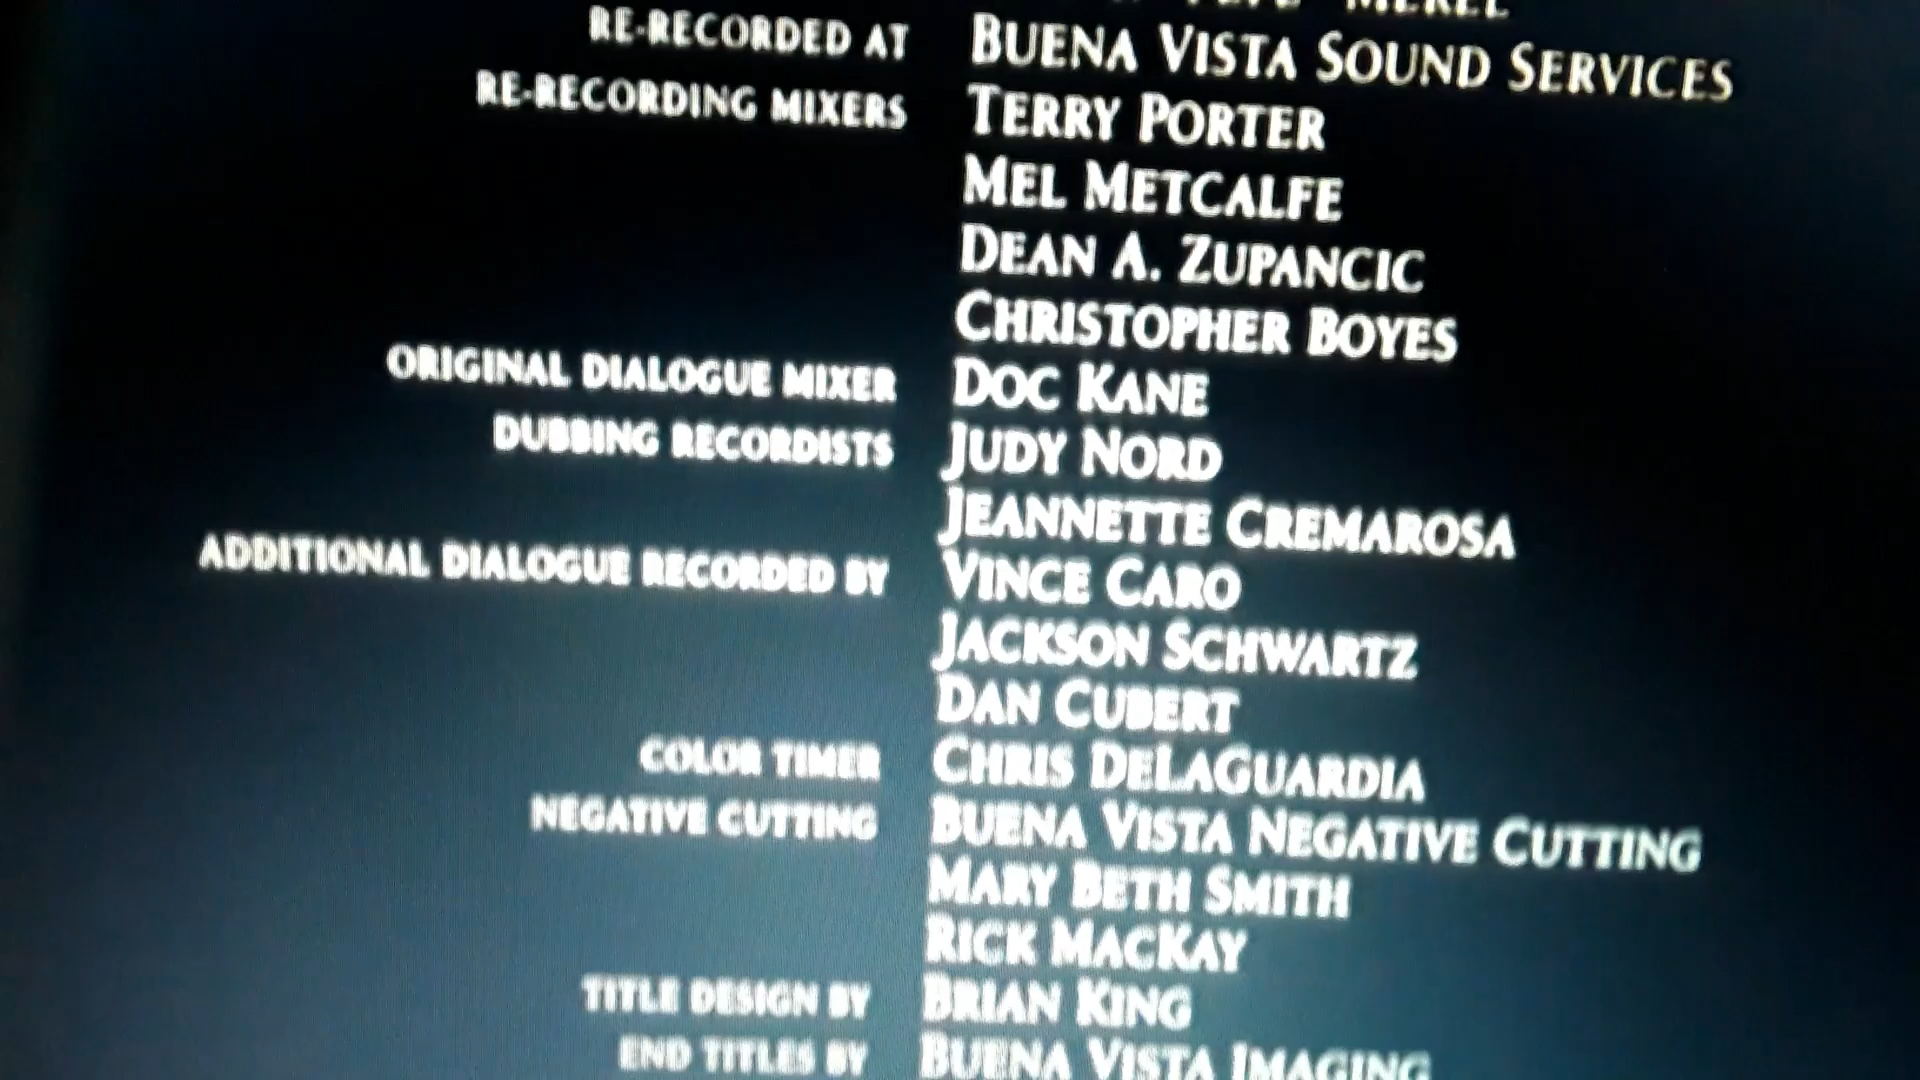 RE-RECORDED AT BUENA VISTA SOUND SERVICES
RE-RECORDING MIXERS TERRY PORTER
MEL METCALFE
DEAN A. ZUPANCIC
CHRISTOPHER BOYES
ORIGINAL DIALOGUE MIXER DOC KANE
DUBBING RECORDISTS JUDY NORD
JEANNETTE CREMAROSA
ADDITIONAL DIALOGUE RECORDED BY VINCE CARO
JACKSON SCHWARTZ
DAN CUBERT
COLOR TIMER CHRIS DELAGUARDIA
NEGATIVE CUTTING BUENA VISTA NEGATIVE CUTTING
MARY BETH SMITH
RICK MACKAY
TITLE DESIGN BY BRIAN KING
END TITLES BY BUENA VISTA IMAGING